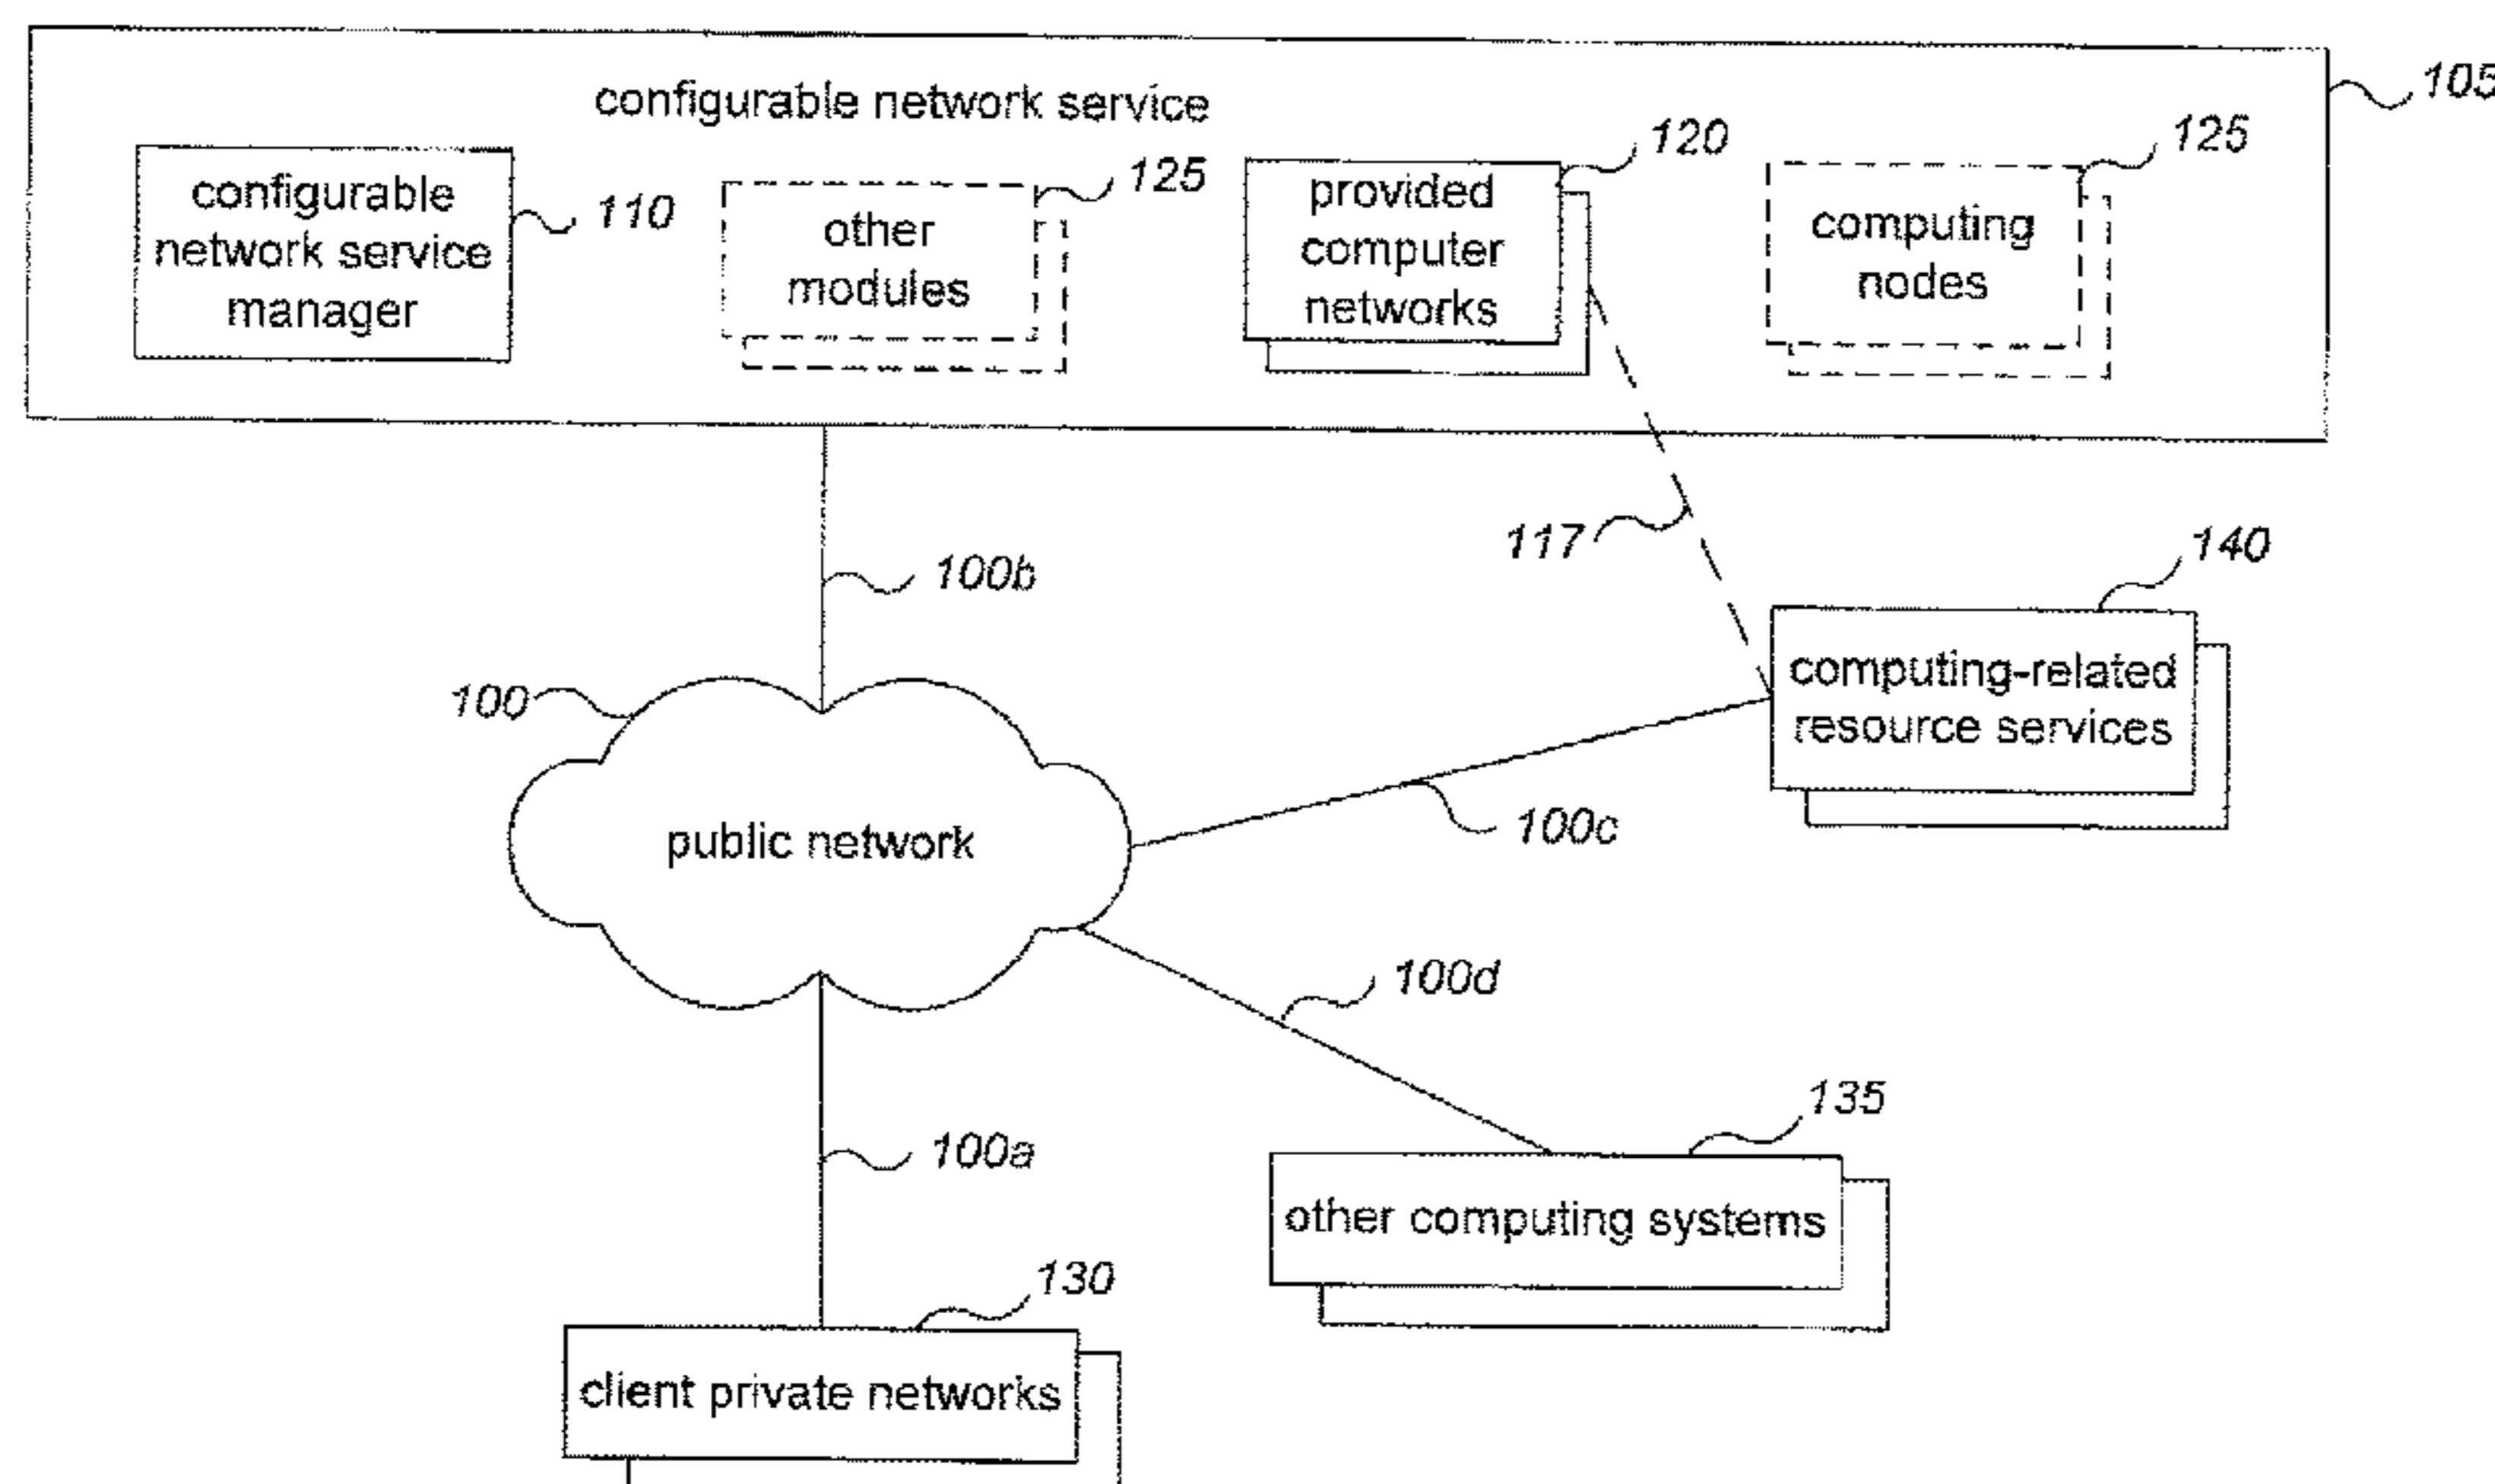 105
configurable network service
120
125
125
configurable
network service
manager
110
other
modules
provided
computer
networks
computing
nodes
117
140
100b
computing-related
resource services
100
public network
100c
100d
135
100a
other computing systems
130
client private networks